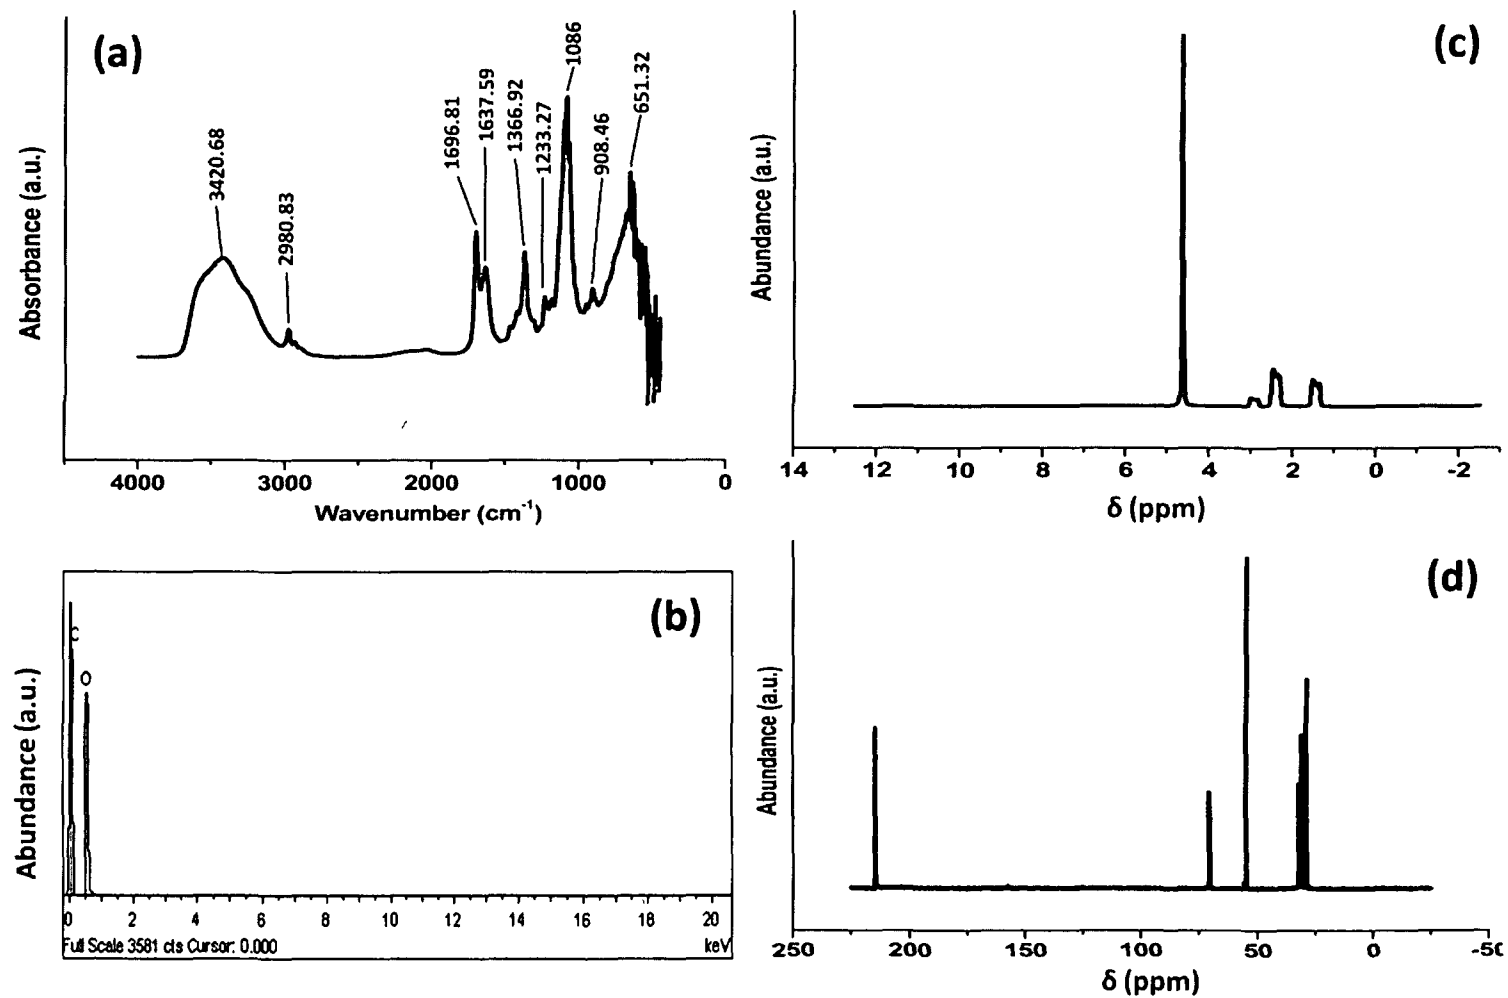 (a)
3420.68
2980.83
1696.81
1637.59
1366.92
1233.27
1086
908.46
651.32
Absorbance (a.u.)
4000 3000 2000 1000 0
Wavenumber (cm⁻¹)
(c)
Abundance (a.u.)
14 12 10 8 6 4 2 0 -2
δ (ppm)
(b)
C
O
Abundance (a.u.)
0 2 4 6 8 10 12 14 16 18 20
Full Scale 3581 cts Cursor: 0.000 keV
(d)
Abundance (a.u.)
250 200 150 100 50 0 -50
δ (ppm)